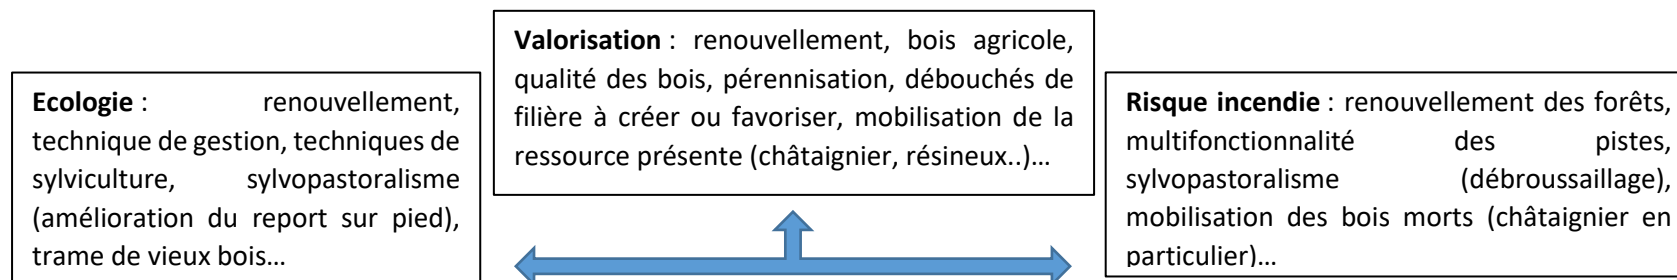 Ecologie : renouvellement,
technique de gestion, techniques de
sylviculture, sylvopastoralisme
(amélioration du report sur pied),
trame de vieux bois…
Valorisation : renouvellement, bois agricole,
qualité des bois, pérennisation, débouchés de
filière à créer ou favoriser, mobilisation de la
ressource présente (châtaignier, résineux..)…
Risque incendie : renouvellement des forêts,
multifonctionnalité des pistes,
sylvopastoralisme (débroussaillage),
mobilisation des bois morts (châtaignier en
particulier)…